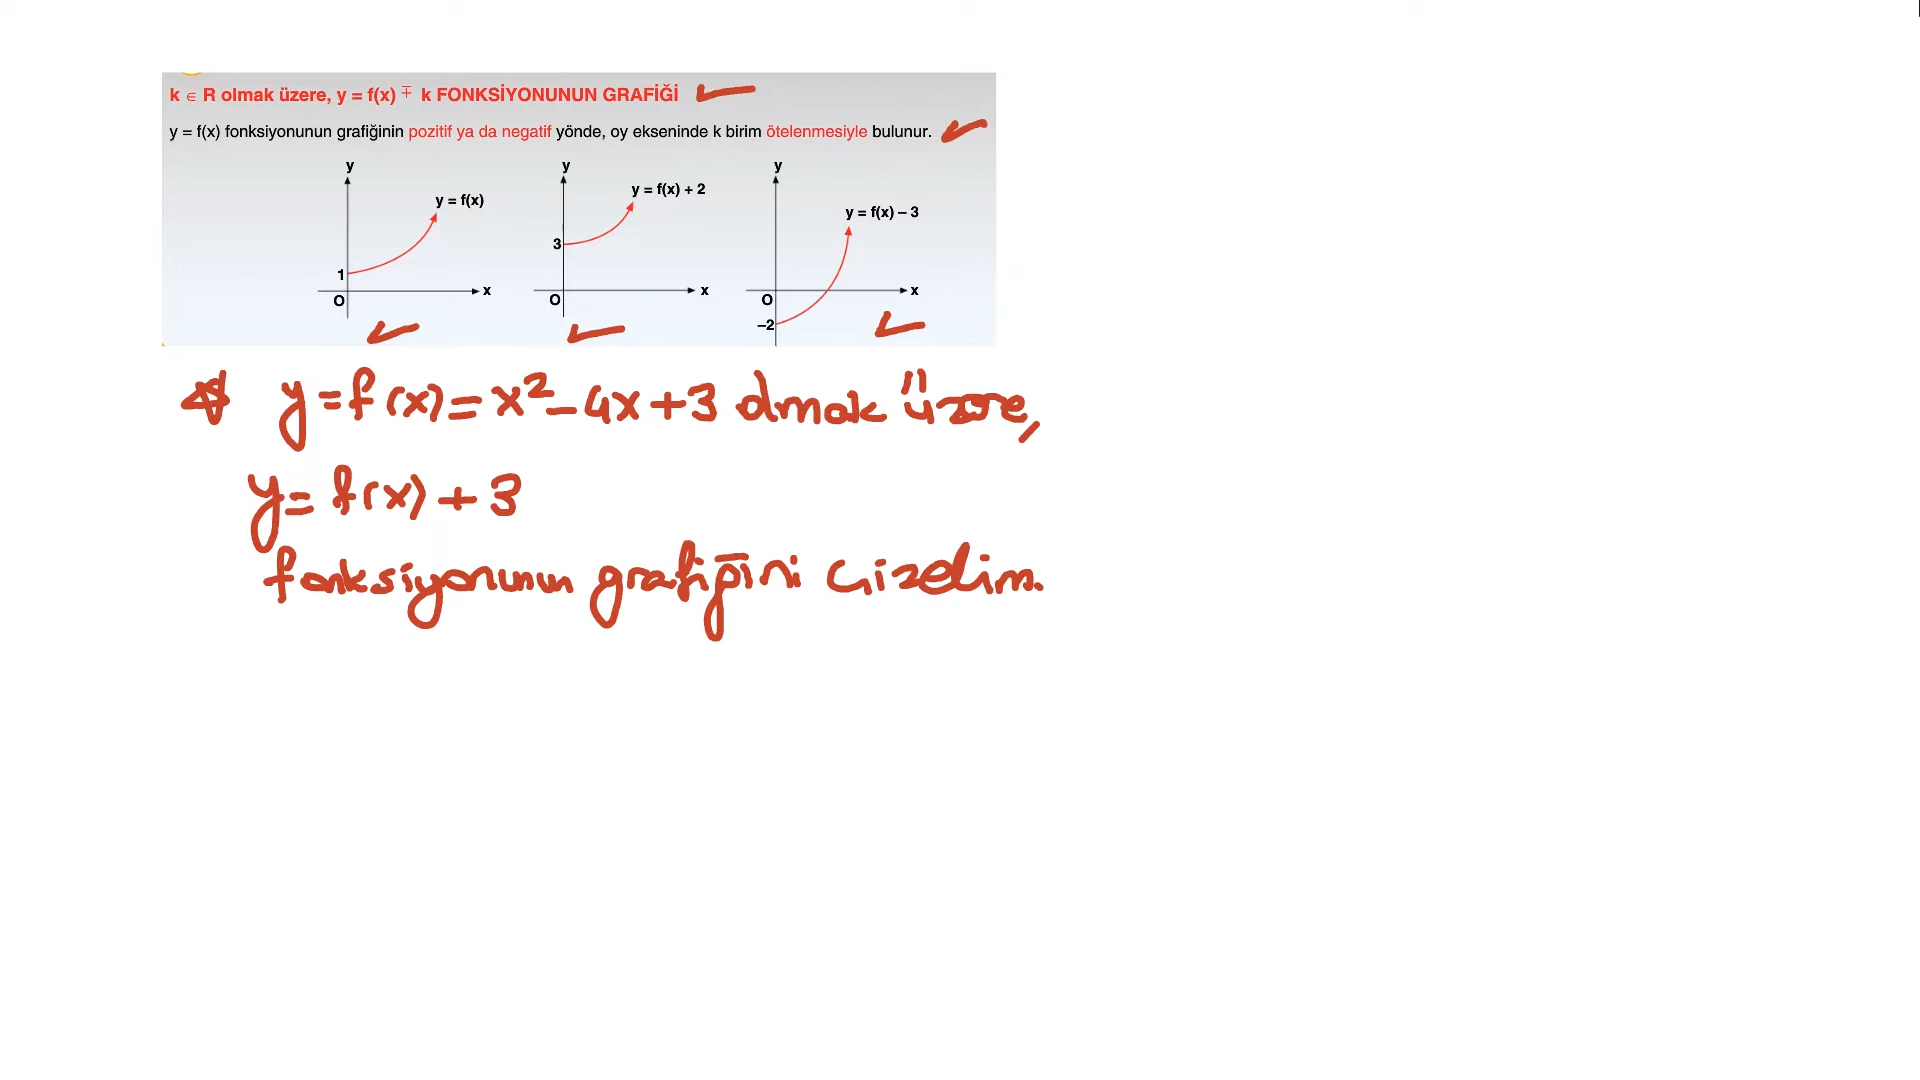 k ∈ R olmak üzere, y = f(x) ∓ k FONKSİYONUNUN GRAFİĞİ
y = f(x) fonksiyonunun grafiğinin pozitif ya da negatif yönde, oy ekseninde k birim ötelenmesiyle bulunur.
y
y = f(x)
1
O
x
y
y = f(x) + 2
3
O
x
y
y = f(x) – 3
O
x
–2
y = f(x) = x² - 4x + 3 olmak üzere,
y = f(x) + 3
fonksiyonunun grafiğini çizelim.